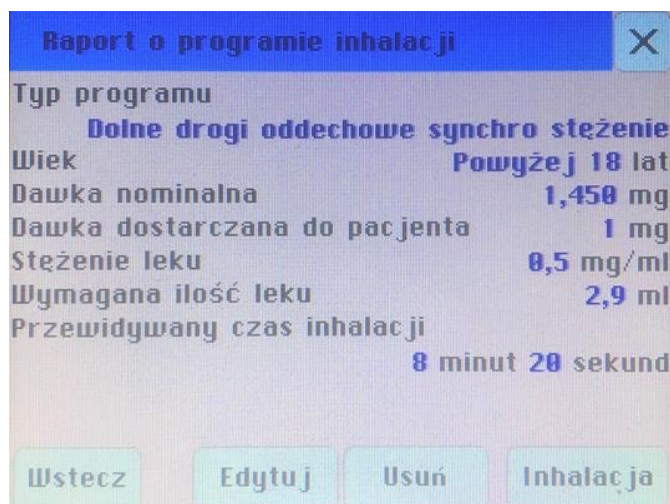 Raport o programie inhalacji X
Typ programu
Dolne drogi oddechowe synchro stężenie
Wiek Powyżej 18 lat
Dawka nominalna 1,450 mg
Dawka dostarczana do pacjenta 1 mg
Stężenie leku 0,5 mg/ml
Wymagana ilość leku 2,9 ml
Przewidywany czas inhalacji
8 minut 20 sekund
Wstecz Edytuj Usuń Inhalacja